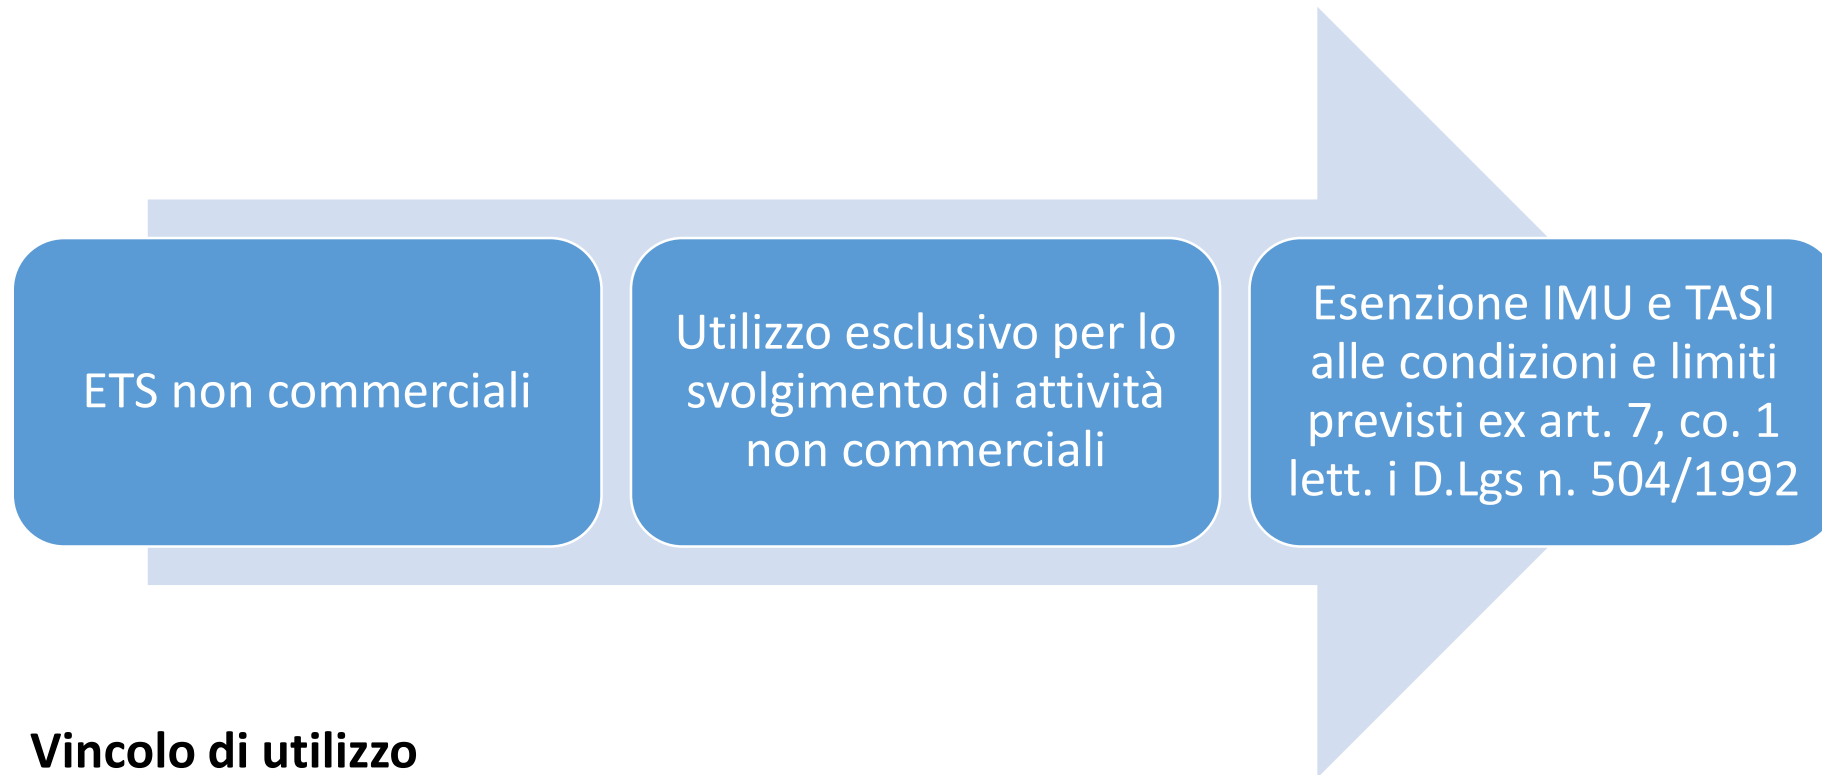 ETS non commerciali
Utilizzo esclusivo per lo
svolgimento di attività
non commerciali
Esenzione IMU e TASI
alle condizioni e limiti
previsti ex art. 7, co. 1
lett. i D.Lgs n. 504/1992
Vincolo di utilizzo